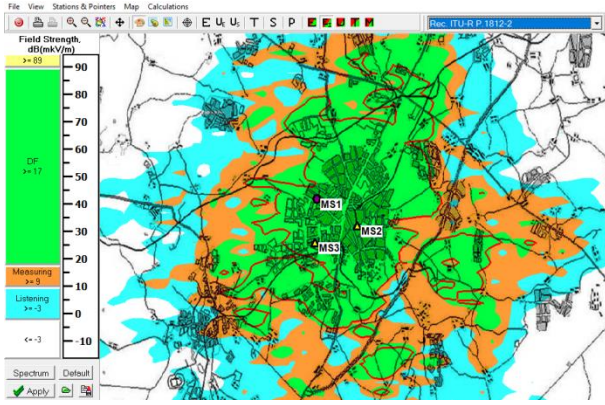 File View Stations & Pointers Map Calculations
E Uε Us T S P
Rec. ITU-R P.1812-2
Field Strength,
dB(mkV/m)
>= 89
90
80
70
60
DF
>= 17
50
40
30
20
Measuring
>= 9
10
Listening
>= -3
0
<= -3
-10
MS1
MS2
MS3
Spectrum Default
Apply